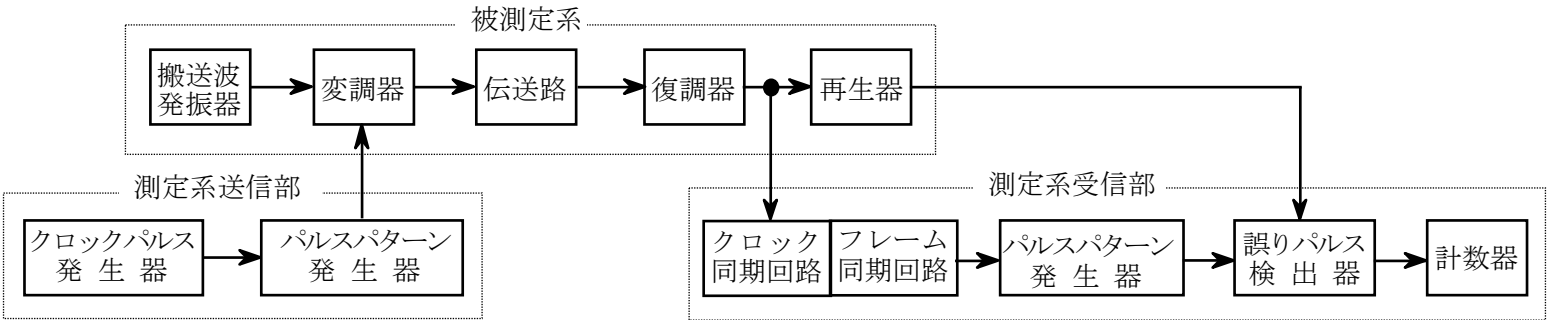 被測定系
搬送波
発振器
変調器
伝送路
復調器
再生器
測定系送信部
クロックパルス
発生器
パルスパターン
発生器
測定系受信部
クロック
同期回路
フレーム
同期回路
パルスパターン
発生器
誤りパルス
検出器
計数器